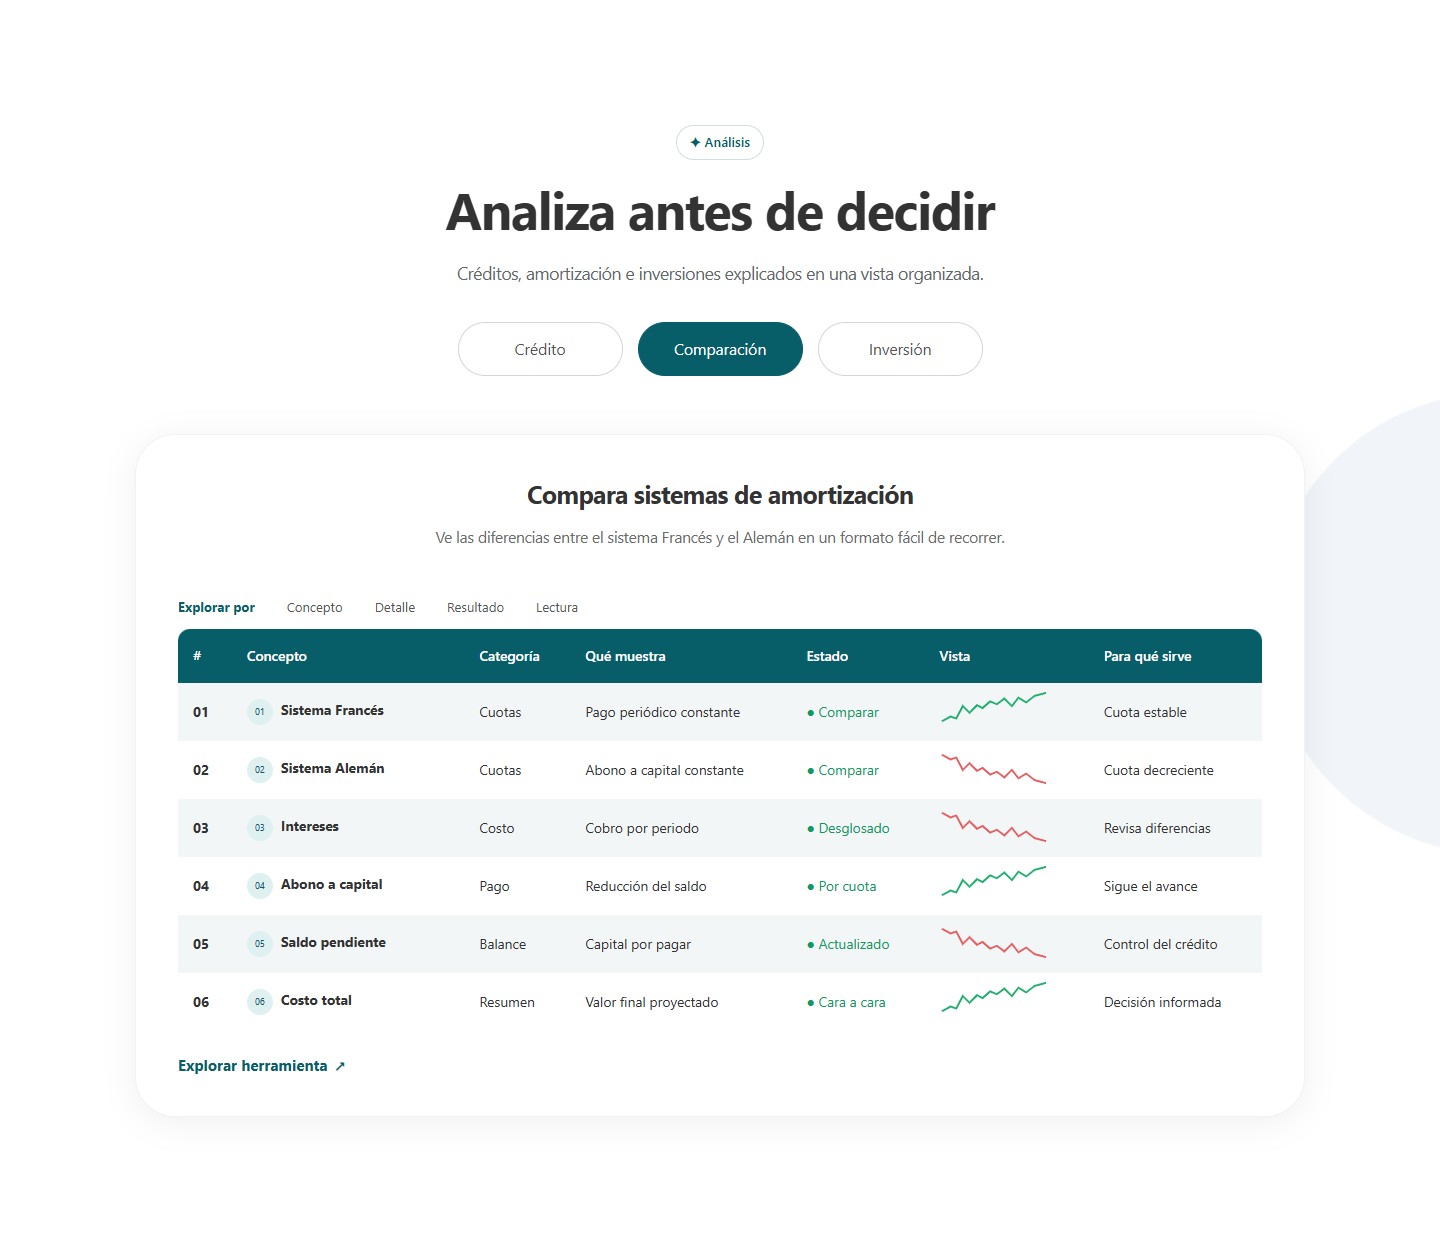 ✦ Análisis
Analiza antes de decidir
Créditos, amortización e inversiones explicados en una vista organizada.
Crédito Comparación Inversión
Compara sistemas de amortización
Ve las diferencias entre el sistema Francés y el Alemán en un formato fácil de recorrer.
Explorar por Concepto Detalle Resultado Lectura
# Concepto Categoría Qué muestra Estado Vista Para qué sirve
01 01 Sistema Francés Cuotas Pago periódico constante ● Comparar Cuota estable
02 02 Sistema Alemán Cuotas Abono a capital constante ● Comparar Cuota decreciente
03 03 Intereses Costo Cobro por periodo ● Desglosado Revisa diferencias
04 04 Abono a capital Pago Reducción del saldo ● Por cuota Sigue el avance
05 05 Saldo pendiente Balance Capital por pagar ● Actualizado Control del crédito
06 06 Costo total Resumen Valor final proyectado ● Cara a cara Decisión informada
Explorar herramienta ↗